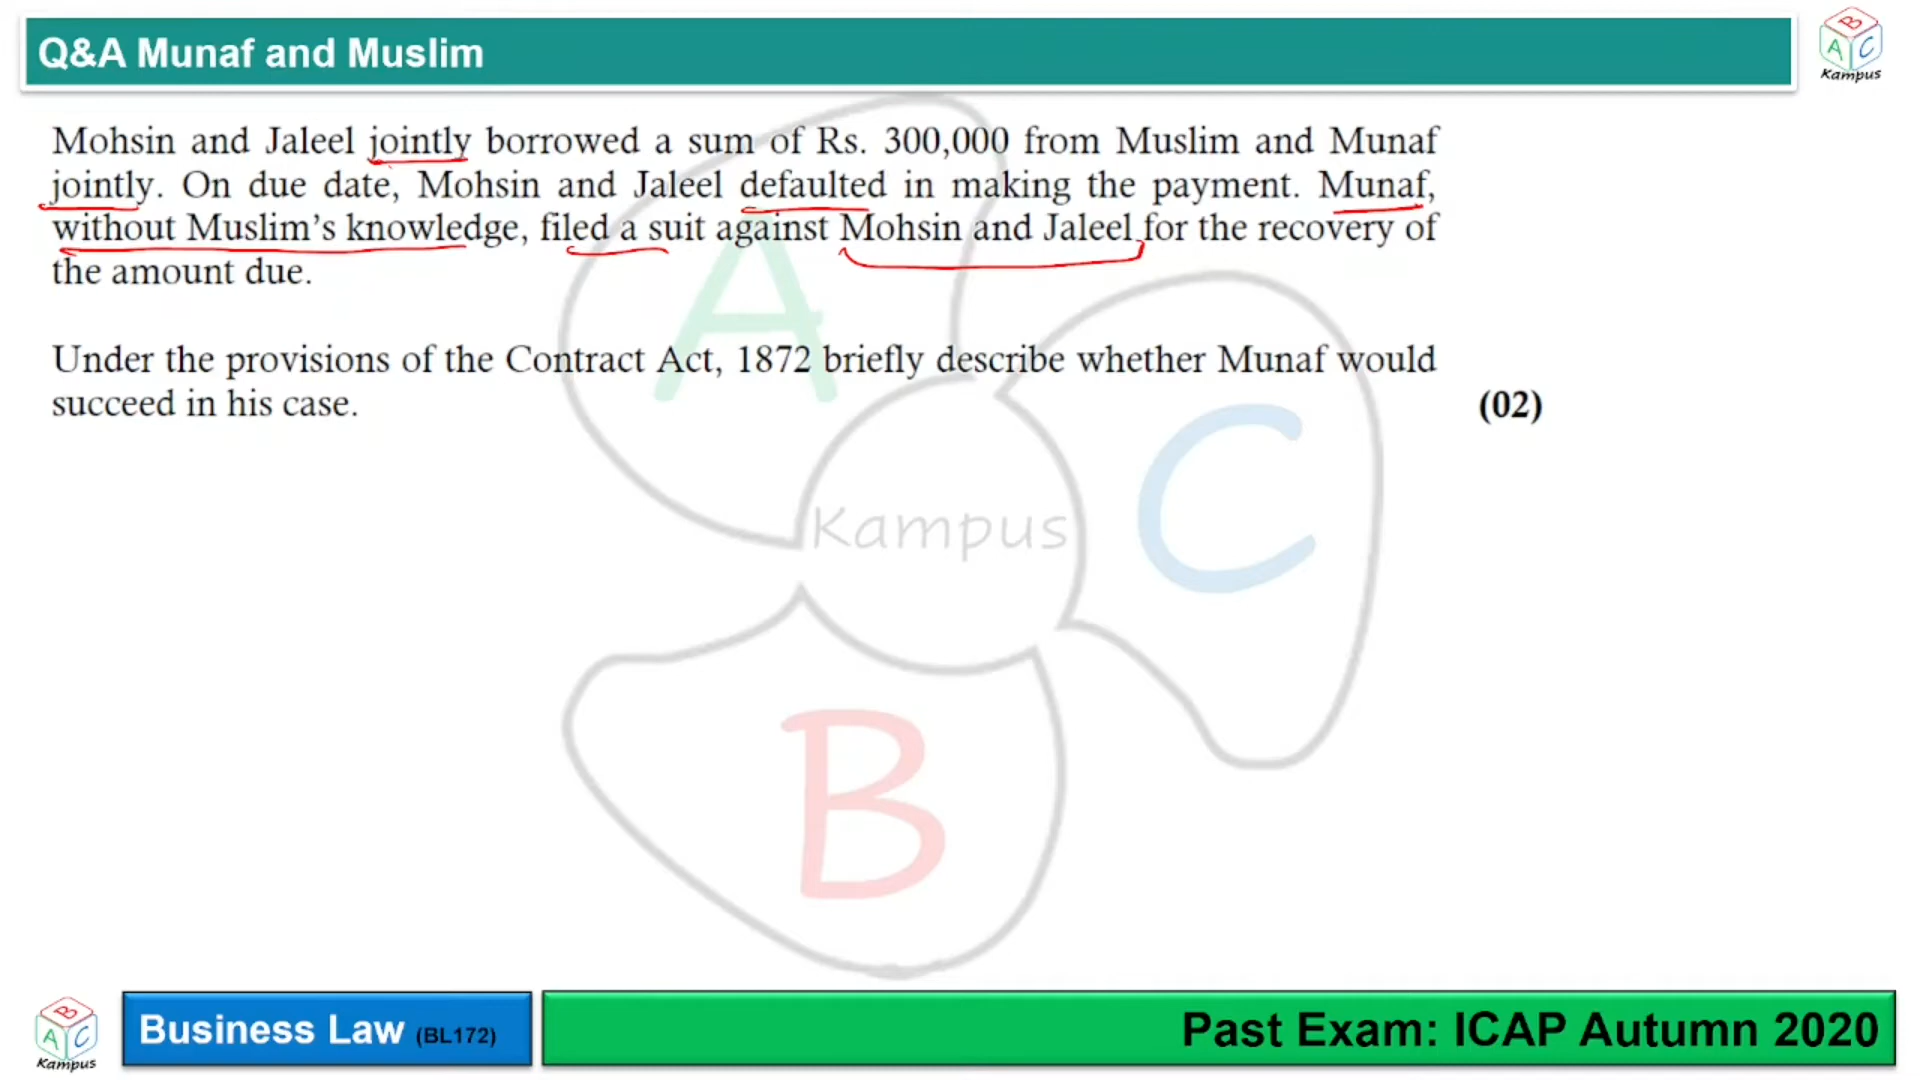 Q&A Munaf and Muslim
B
A C
Kampus
Mohsin and Jaleel jointly borrowed a sum of Rs. 300,000 from Muslim and Munaf
jointly. On due date, Mohsin and Jaleel defaulted in making the payment. Munaf,
without Muslim’s knowledge, filed a suit against Mohsin and Jaleel for the recovery of
the amount due.
Under the provisions of the Contract Act, 1872 briefly describe whether Munaf would
succeed in his case.
(02)
A
C
Kampus
B
B
A C
Kampus
Business Law (BL172)
Past Exam: ICAP Autumn 2020